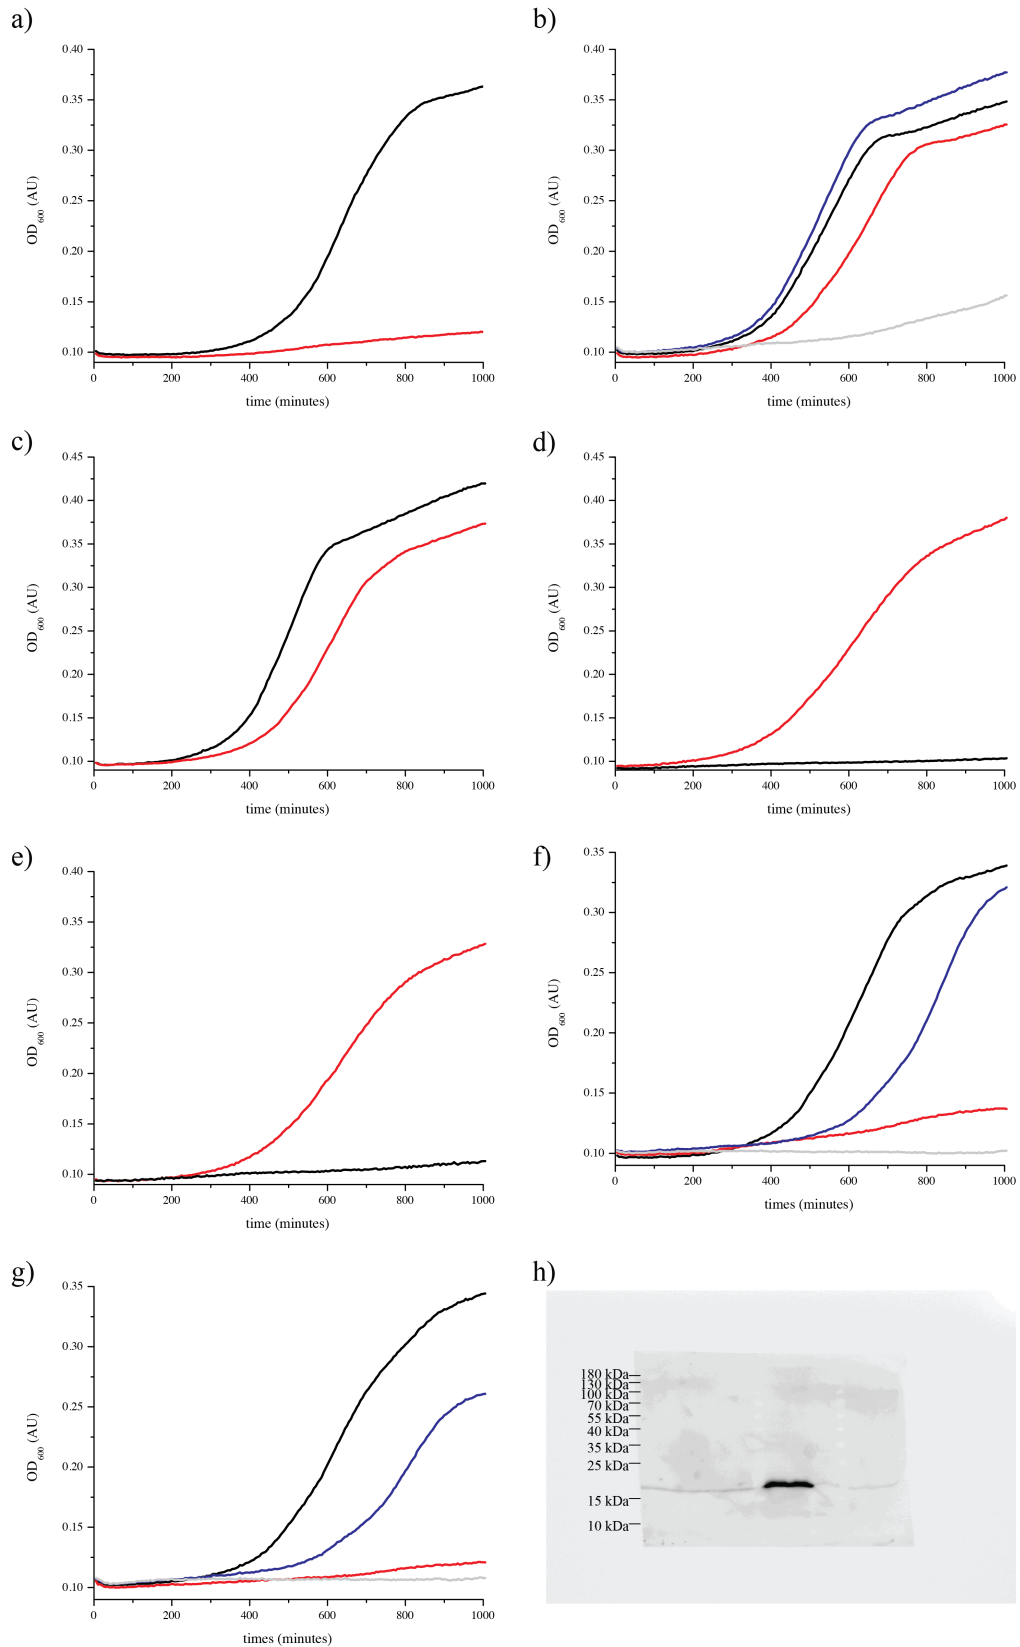 a)
0.40
0.35
0.30
0.25
0.20
0.15
0.10
OD600 (AU)
0 200 400 600 800 1000
time (minutes)
b)
0.40
0.35
0.30
0.25
0.20
0.15
0.10
OD600 (AU)
0 200 400 600 800 1000
time (minutes)
c)
0.45
0.40
0.35
0.30
0.25
0.20
0.15
0.10
OD600 (AU)
0 200 400 600 800 1000
time (minutes)
d)
0.45
0.40
0.35
0.30
0.25
0.20
0.15
0.10
OD600 (AU)
0 200 400 600 800 1000
time (minutes)
e)
0.40
0.35
0.30
0.25
0.20
0.15
0.10
OD600 (AU)
0 200 400 600 800 1000
time (minutes)
f)
0.35
0.30
0.25
0.20
0.15
0.10
OD600 (AU)
0 200 400 600 800 1000
times (minutes)
g)
0.35
0.30
0.25
0.20
0.15
0.10
OD600 (AU)
0 200 400 600 800 1000
times (minutes)
h)
180 kDa
130 kDa
100 kDa
70 kDa
55 kDa
40 kDa
35 kDa
25 kDa
15 kDa
10 kDa